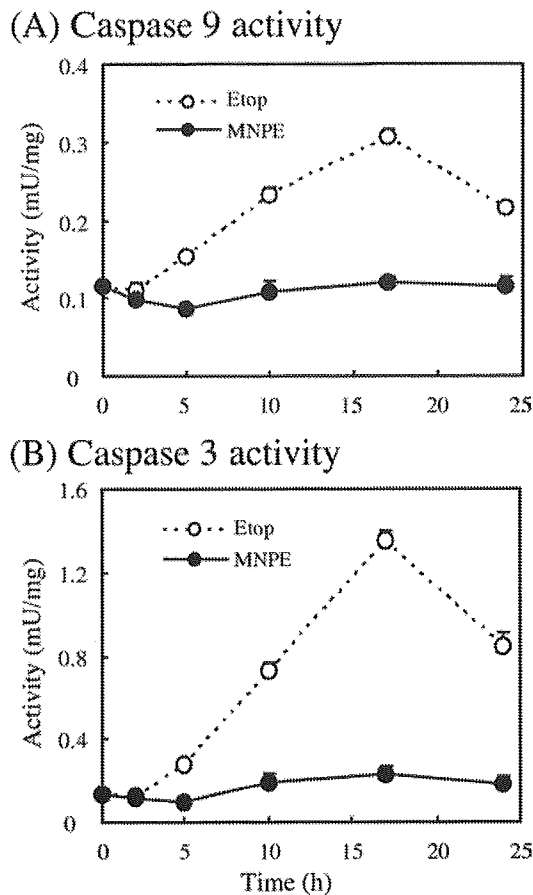 (A) Caspase 9 activity
0.4
0.3
0.2
0.1
0
Activity (mU/mg)
Etop
MNPE
0 5 10 15 20 25
(B) Caspase 3 activity
1.6
1.2
0.8
0.4
0
Activity (mU/mg)
Etop
MNPE
0 5 10 15 20 25
Time (h)